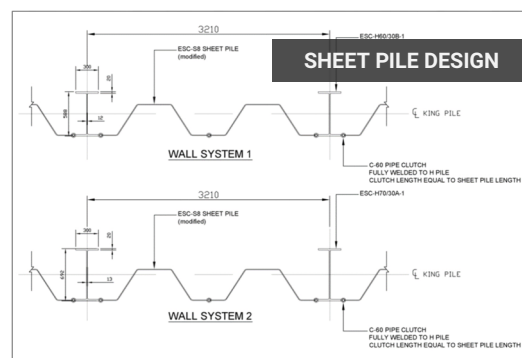 3210
ESC-H60/30B-1
ESC-S8 SHEET PILE
(modified)
SHEET PILE DESIGN
300
20
588
12
KING PILE
WALL SYSTEM 1
C-60 PIPE CLUTCH
FULLY WELDED TO H PILE
CLUTCH LENGTH EQUAL TO SHEET PILE LENGTH
3210
ESC-H70/30A-1
ESC-S8 SHEET PILE
(modified)
300
20
692
13
KING PILE
WALL SYSTEM 2
C-60 PIPE CLUTCH
FULLY WELDED TO H PILE
CLUTCH LENGTH EQUAL TO SHEET PILE LENGTH